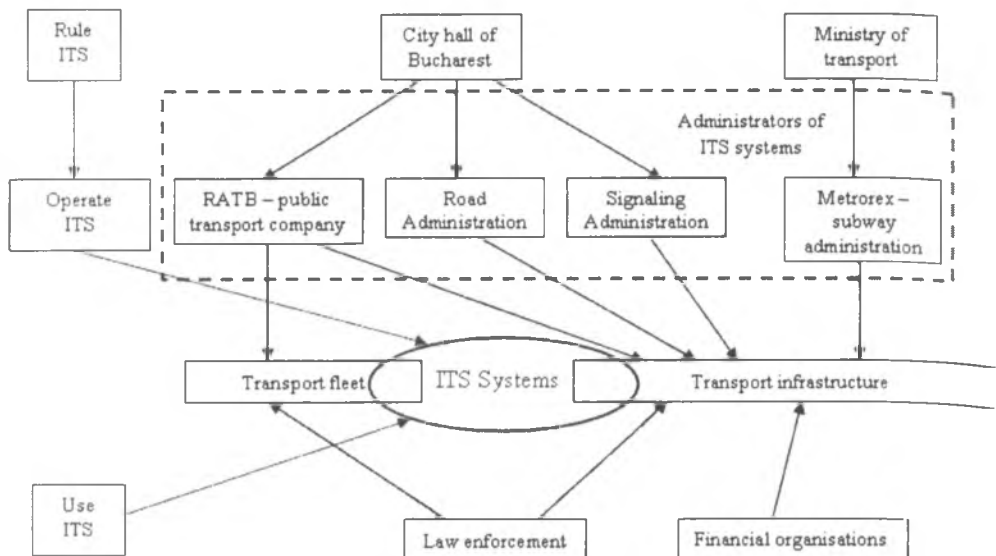 Rule
ITS
City hall of
Bucharest
Ministry of
transport
Administrators of
ITS systems
Operate
ITS
RATB – public
transport company
Road
Administration
Signaling
Administration
Metrorex –
subway
administration
Transport fleet
ITS Systems
Transport infrastructure
Use
ITS
Law enforcement
Financial organisations